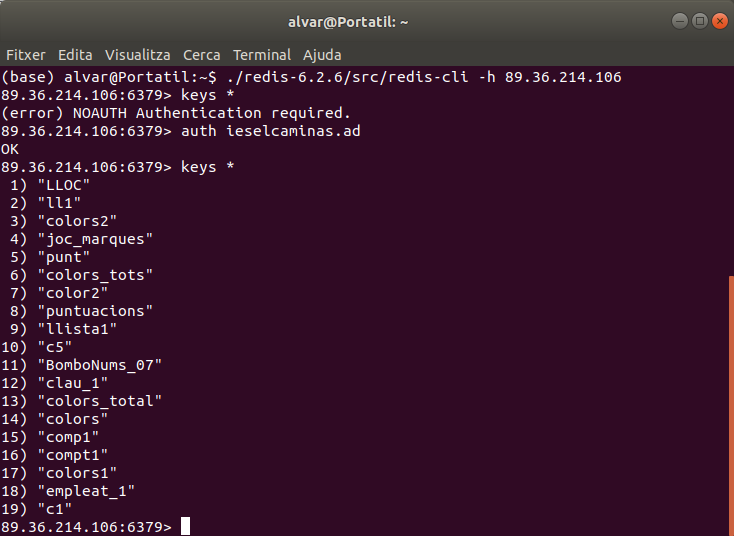 alvar@Portatil: ~
Fitxer Edita Visualitza Cerca Terminal Ajuda
(base) alvar@Portatil:~$ ./redis-6.2.6/src/redis-cli -h 89.36.214.106
89.36.214.106:6379> keys *
(error) NOAUTH Authentication required.
89.36.214.106:6379> auth ieselcaminas.ad
OK
89.36.214.106:6379> keys *
 1) "LLOC"
 2) "ll1"
 3) "colors2"
 4) "joc_marques"
 5) "punt"
 6) "colors_tots"
 7) "color2"
 8) "puntuacions"
 9) "llista1"
10) "c5"
11) "BomboNums_07"
12) "clau_1"
13) "colors_total"
14) "colors"
15) "comp1"
16) "compt1"
17) "colors1"
18) "empleat_1"
19) "c1"
89.36.214.106:6379>